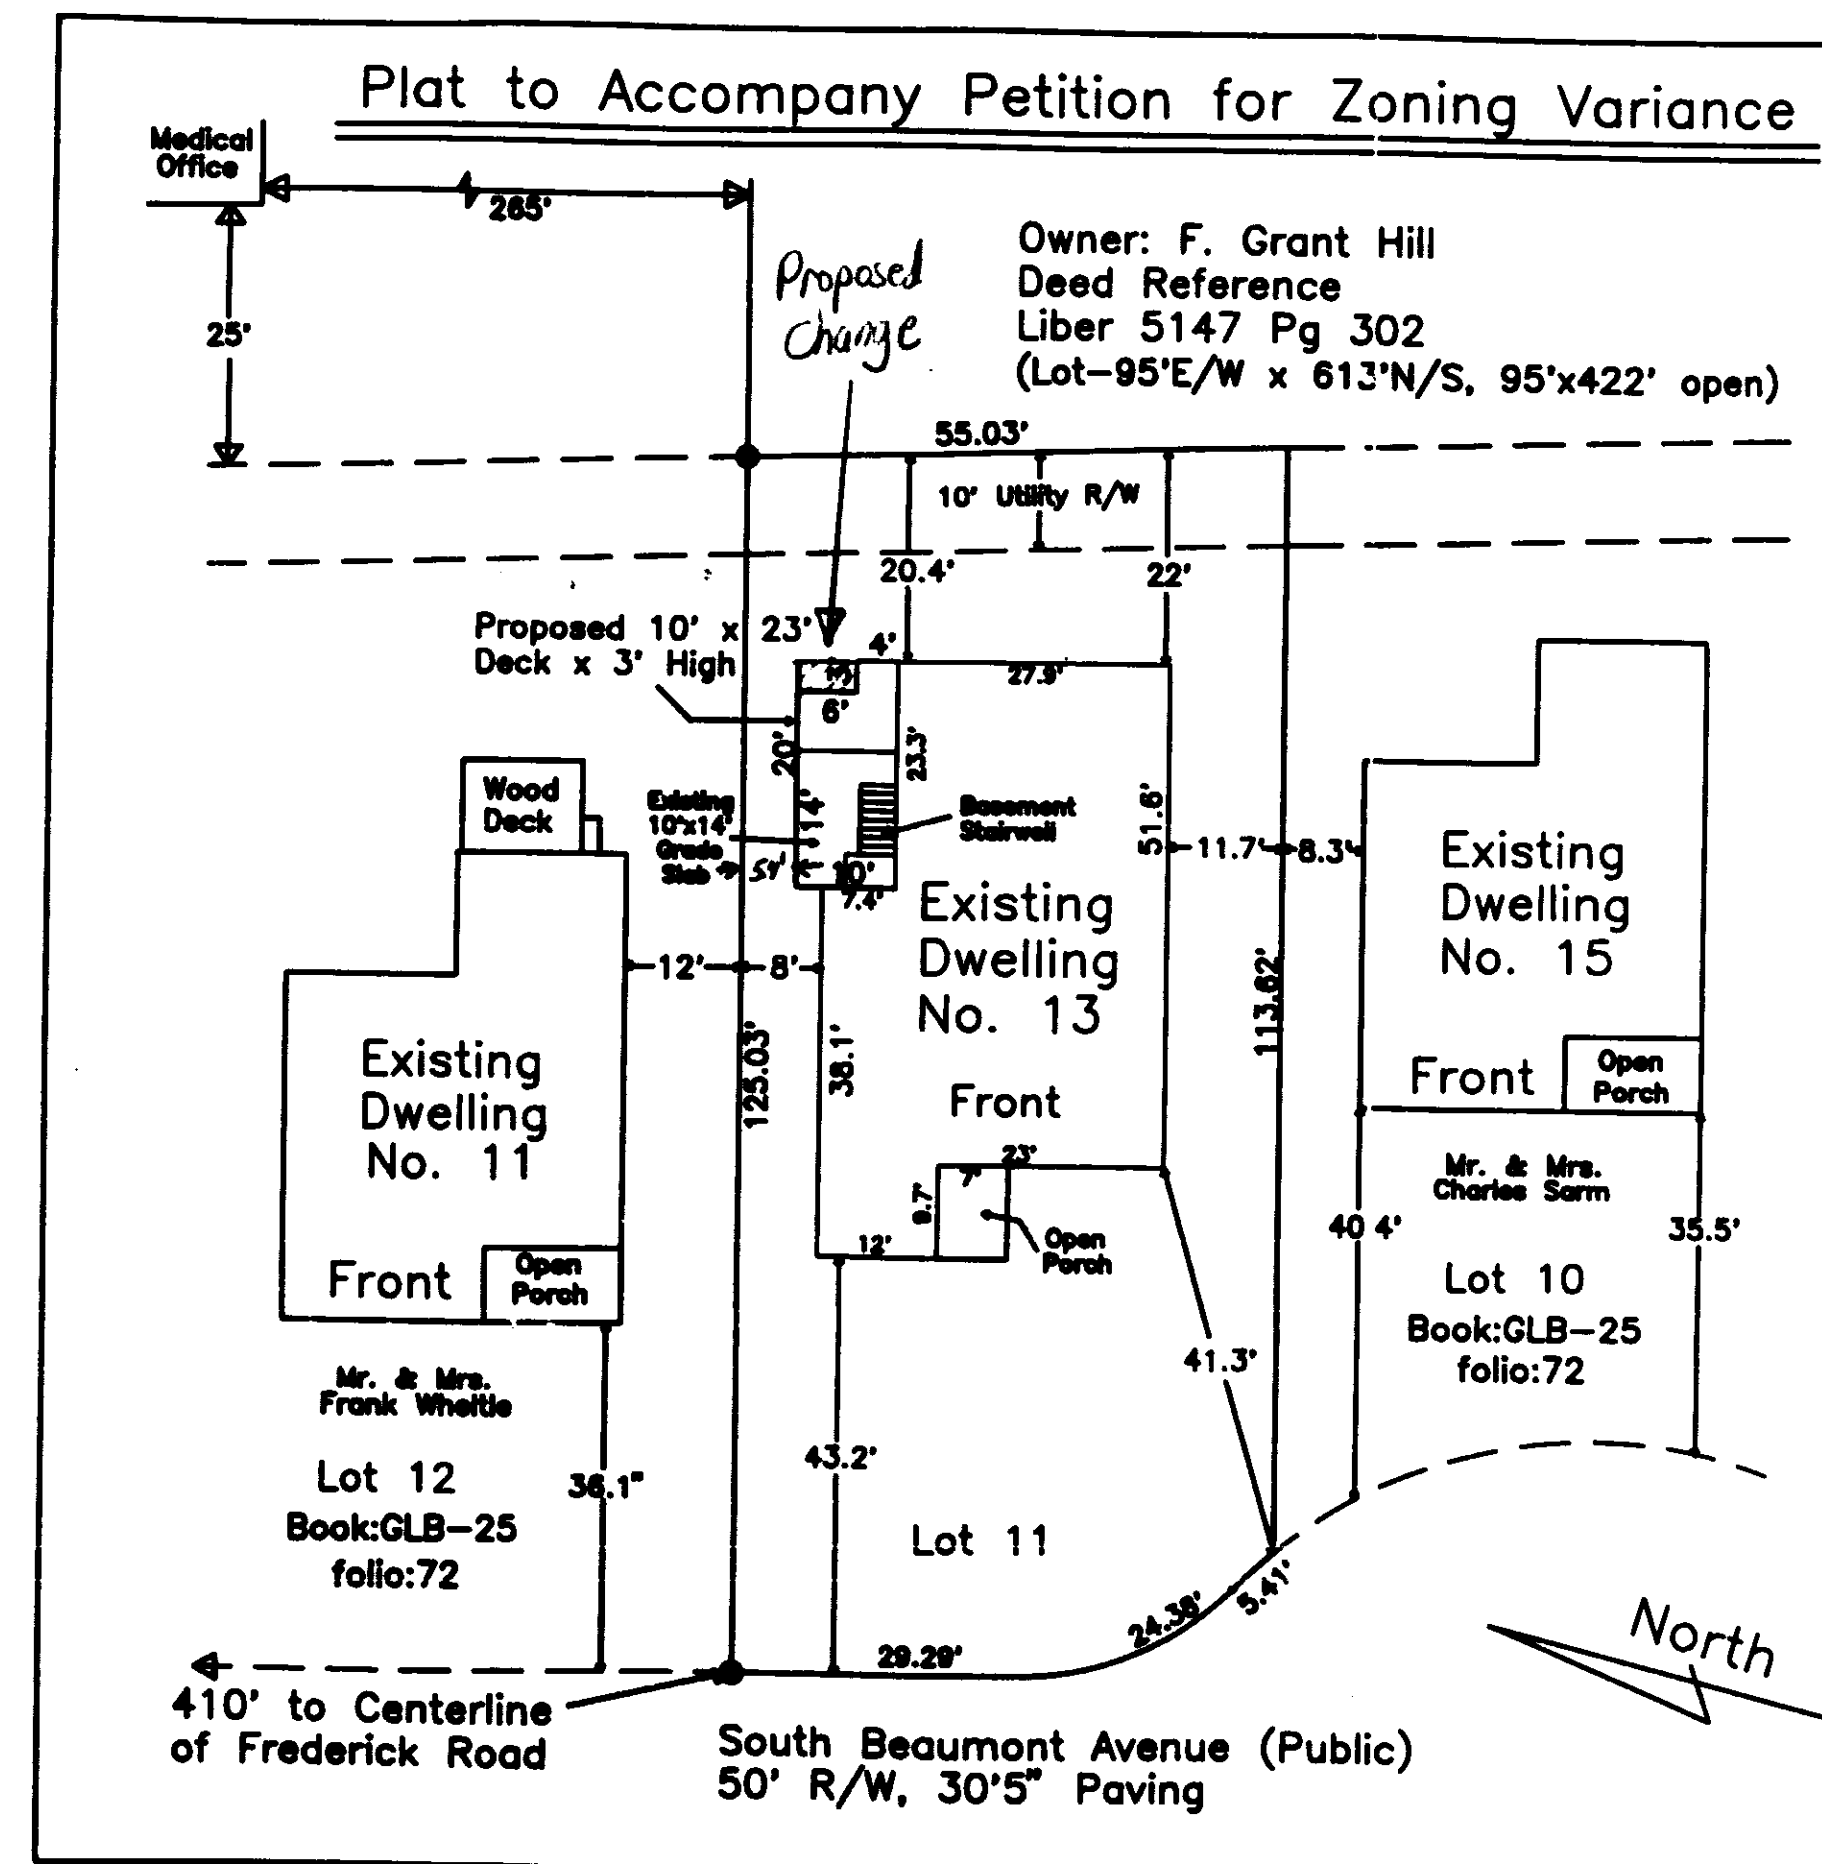 Plat to Accompany Petition for Zoning Variance
Medical
Office
265'
25'
Proposed
Change
Owner: F. Grant Hill
Deed Reference
Liber 5147 Pg 302
(Lot-95'E/W x 613'N/S, 95'x422' open)
55.03'
10' Utility R/W
20.4'
22'
Proposed 10' x 23'
Deck x 3' High
4'
27.9'
3'
6'
20'
23.3'
Wood
Deck
Existing
10'x14'
Grade
Slab
14'
Basement
Stairwell
51.6'
10'
7.4'
11.7'
8.3'
Existing
Dwelling
No. 15
Existing
Dwelling
No. 13
12'
8'
113.62'
Existing
Dwelling
No. 11
125.03'
38.1'
Front
Front
Open
Porch
23'
7'
9.7'
12'
Open
Porch
Mr. & Mrs.
Charles Sarm
40 4'
35.5'
Front
Open
Porch
Lot 10
Book:GLB-25
folio:72
41.3'
Mr. & Mrs.
Frank Wheltle
43.2'
Lot 12
36.1"
Book:GLB-25
folio:72
Lot 11
5.41'
24.38'
29.29'
North
410' to Centerline
of Frederick Road
South Beaumont Avenue (Public)
50' R/W, 30'5" Paving